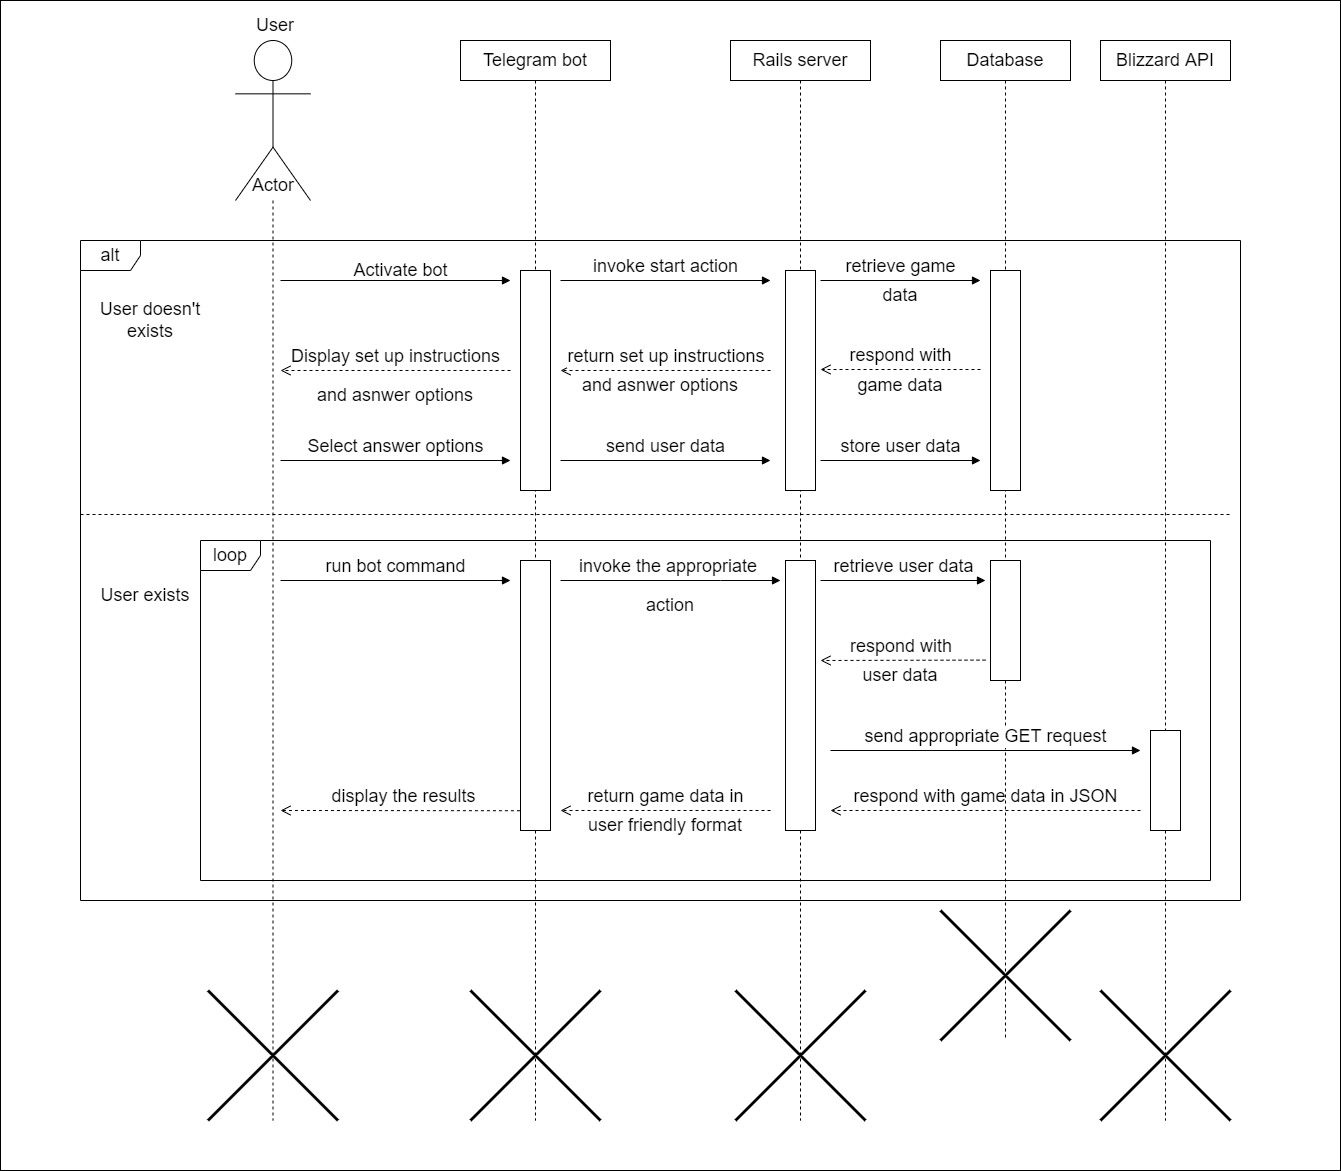 User
Telegram bot
Rails server
Database
Blizzard API
Actor
alt
User doesn't
exists
Activate bot
invoke start action
retrieve game
data
Display set up instructions
and asnwer options
return set up instructions
and asnwer options
respond with
game data
Select answer options
send user data
store user data
loop
User exists
run bot command
invoke the appropriate
action
retrieve user data
respond with
user data
send appropriate GET request
display the results
return game data in
user friendly format
respond with game data in JSON